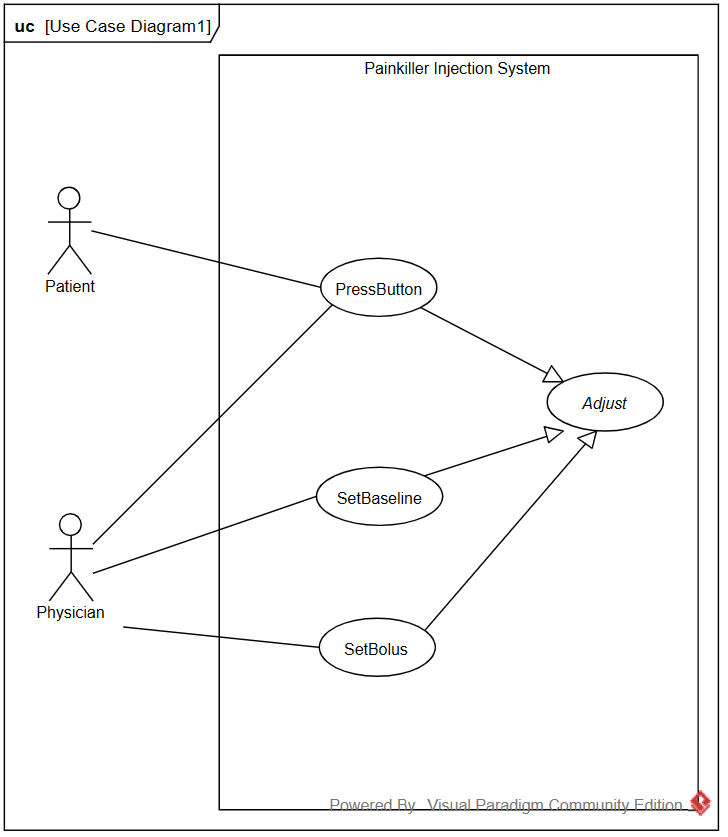 uc [Use Case Diagram1]
Painkiller Injection System
Patient
PressButton
Adjust
SetBaseline
Physician
SetBolus
Powered By Visual Paradigm Community Edition